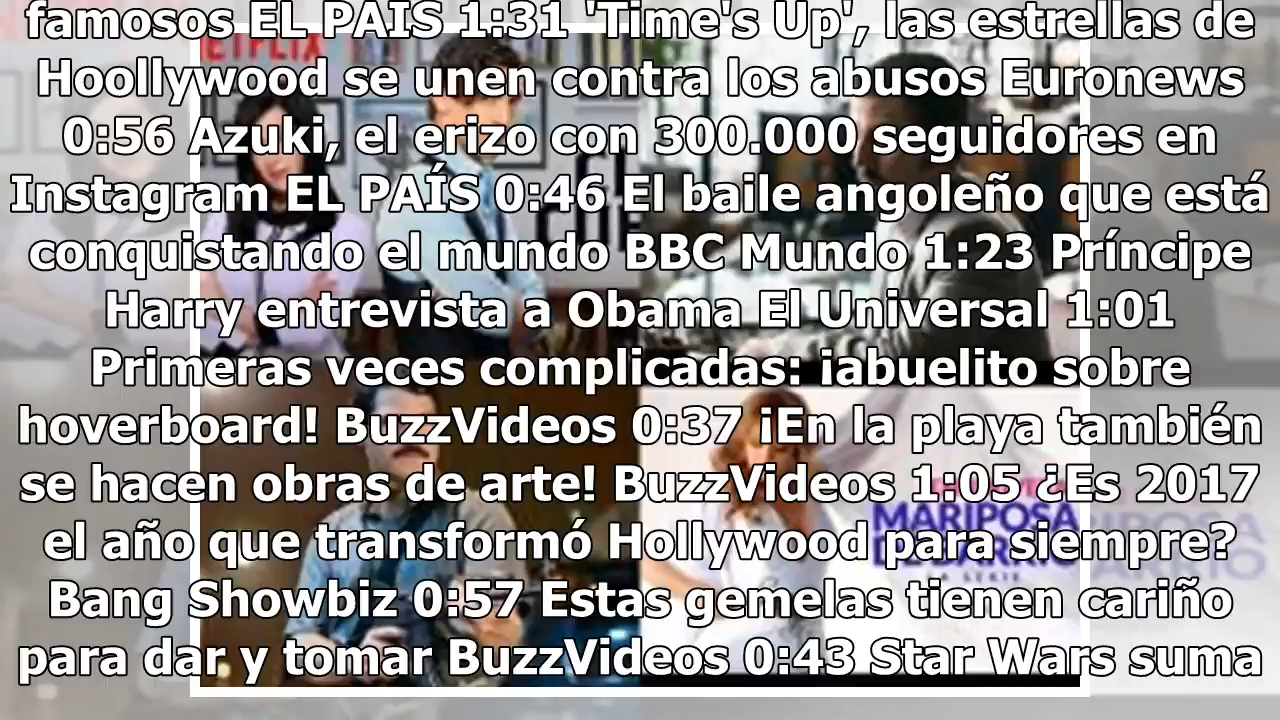 famosos EL PAÍS 1:31 'Time's Up', las estrellas de
Hoollywood se unen contra los abusos Euronews
0:56 Azuki, el erizo con 300.000 seguidores en
Instagram EL PAÍS 0:46 El baile angoleño que está
conquistando el mundo BBC Mundo 1:23 Príncipe
Harry entrevista a Obama El Universal 1:01
Primeras veces complicadas: ¡abuelito sobre
hoverboard! BuzzVideos 0:37 ¡En la playa también
se hacen obras de arte! BuzzVideos 1:05 ¿Es 2017
el año que transformó Hollywood para siempre?
Bang Showbiz 0:57 Estas gemelas tienen cariño
para dar y tomar BuzzVideos 0:43 Star Wars suma
NETFLIX
MARIPOSA
DE BARRIO